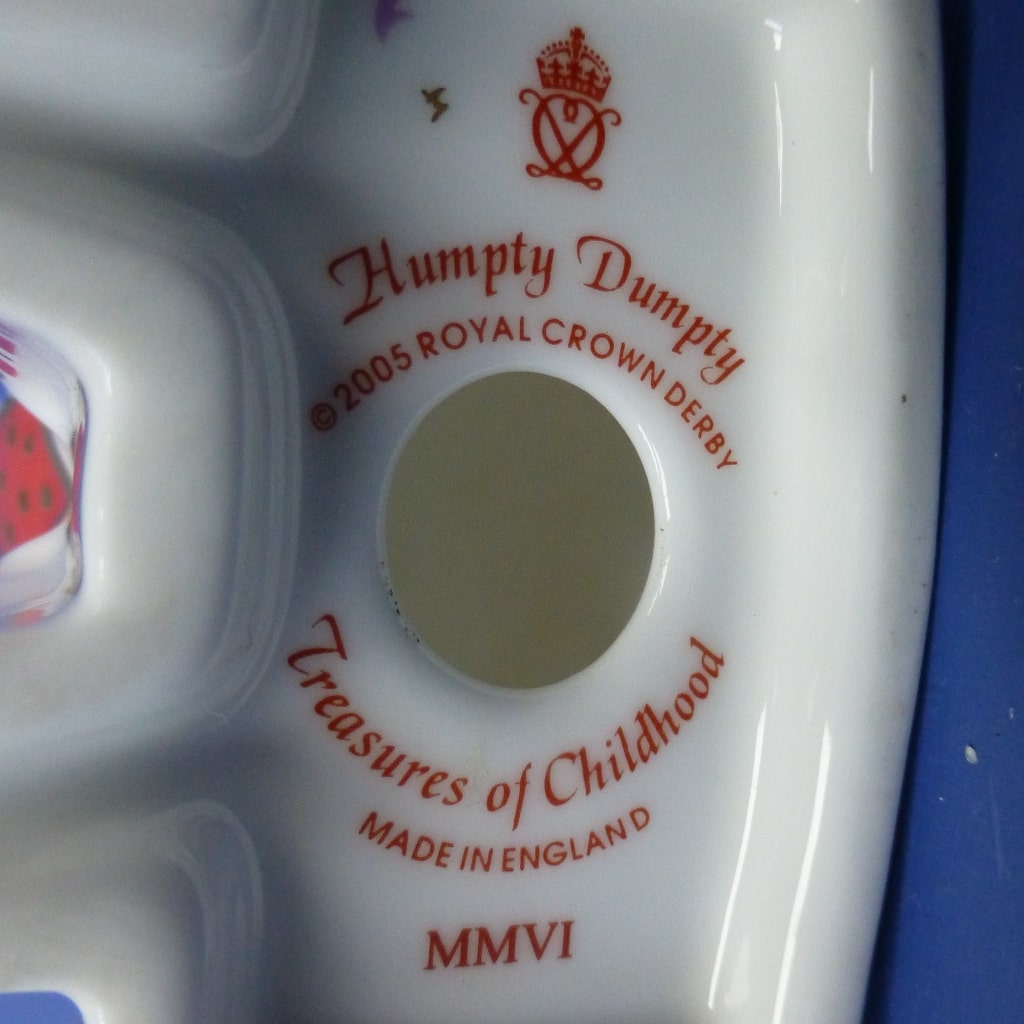 Humpty Dumpty
©2005 ROYAL CROWN DERBY
Treasures of Childhood
MADE IN ENGLAND
MMVI